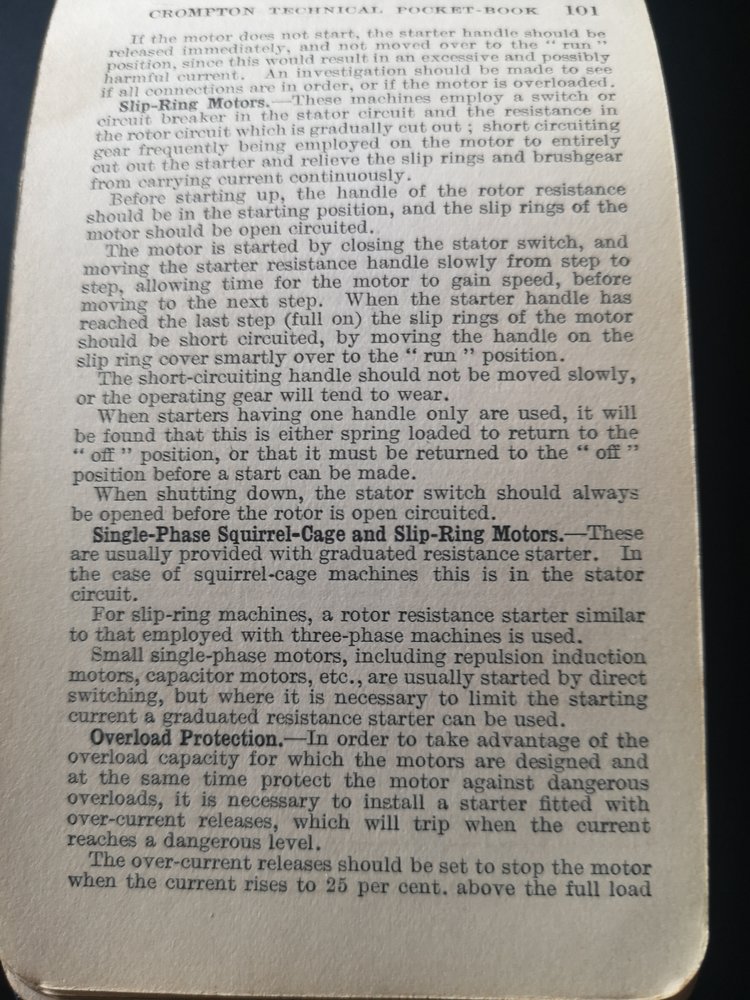 CROMPTON TECHNICAL POCKET-BOOK 101
If the motor does not start, the starter handle should be
released immediately, and not moved over to the “ run ”
position, since this would result in an excessive and possibly
harmful current. An investigation should be made to see
if all connections are in order, or if the motor is overloaded.
Slip-Ring Motors.—These machines employ a switch or
circuit breaker in the stator circuit and the resistance in
the rotor circuit which is gradually cut out ; short circuiting
gear frequently being employed on the motor to entirely
cut out the starter and relieve the slip rings and brushgear
from carrying current continuously.
Before starting up, the handle of the rotor resistance
should be in the starting position, and the slip rings of the
motor should be open circuited.
The motor is started by closing the stator switch, and
moving the starter resistance handle slowly from step to
step, allowing time for the motor to gain speed, before
moving to the next step. When the starter handle has
reached the last step (full on) the slip rings of the motor
should be short circuited, by moving the handle on the
slip ring cover smartly over to the “ run ” position.
The short-circuiting handle should not be moved slowly,
or the operating gear will tend to wear.
When starters having one handle only are used, it will
be found that this is either spring loaded to return to the
“ off ” position, or that it must be returned to the “ off ”
position before a start can be made.
When shutting down, the stator switch should always
be opened before the rotor is open circuited.
Single-Phase Squirrel-Cage and Slip-Ring Motors.—These
are usually provided with graduated resistance starter. In
the case of squirrel-cage machines this is in the stator
circuit.
For slip-ring machines, a rotor resistance starter similar
to that employed with three-phase machines is used.
Small single-phase motors, including repulsion induction
motors, capacitor motors, etc., are usually started by direct
switching, but where it is necessary to limit the starting
current a graduated resistance starter can be used.
Overload Protection.—In order to take advantage of the
overload capacity for which the motors are designed and
at the same time protect the motor against dangerous
overloads, it is necessary to install a starter fitted with
over-current releases, which will trip when the current
reaches a dangerous level.
The over-current releases should be set to stop the motor
when the current rises to 25 per cent. above the full load